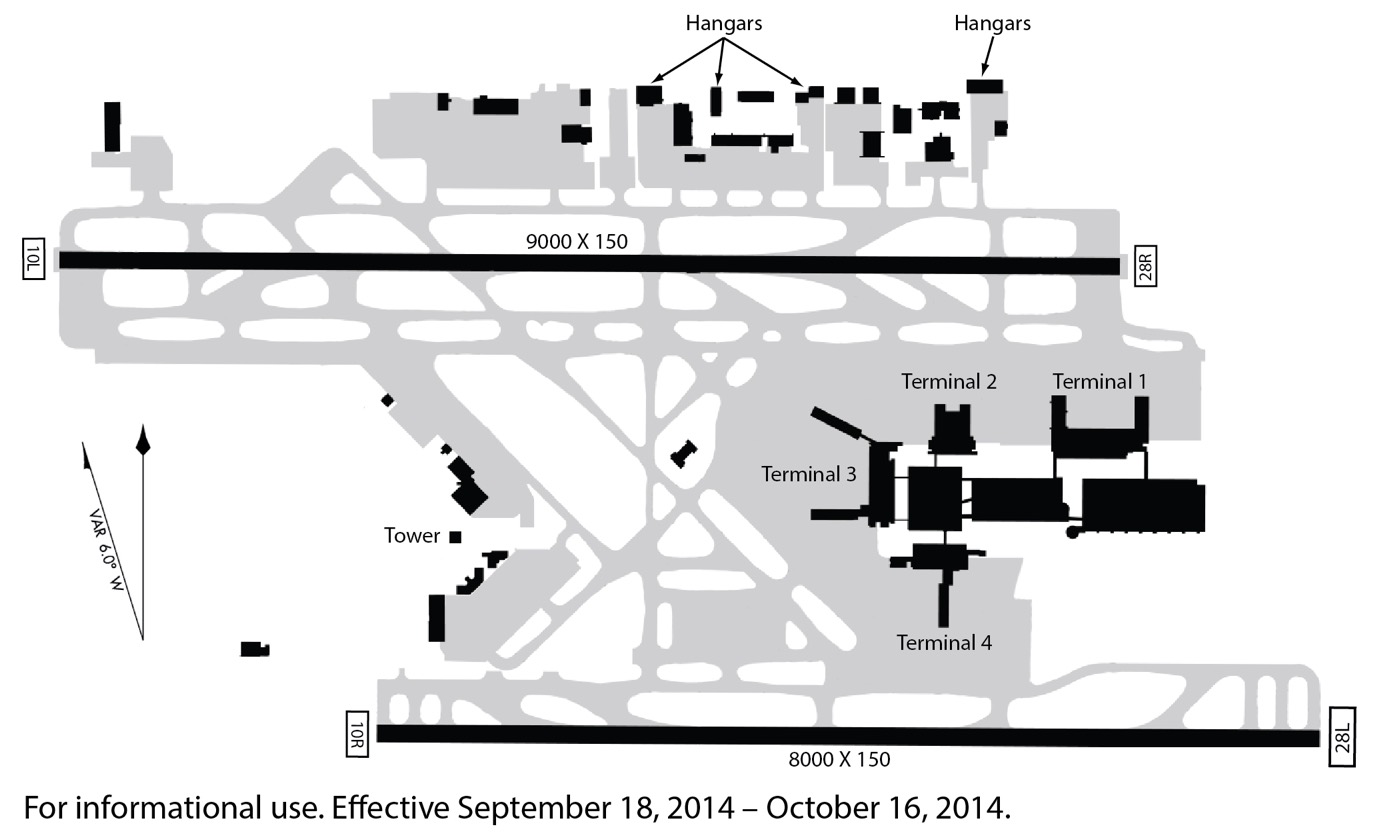 Hangars
Hangars
9000 X 150
10L
28R
Terminal 2
Terminal 1
Terminal 3
VAR 6.0° W
Tower
Terminal 4
10R
28L
8000 X 150
For informational use. Effective September 18, 2014 – October 16, 2014.